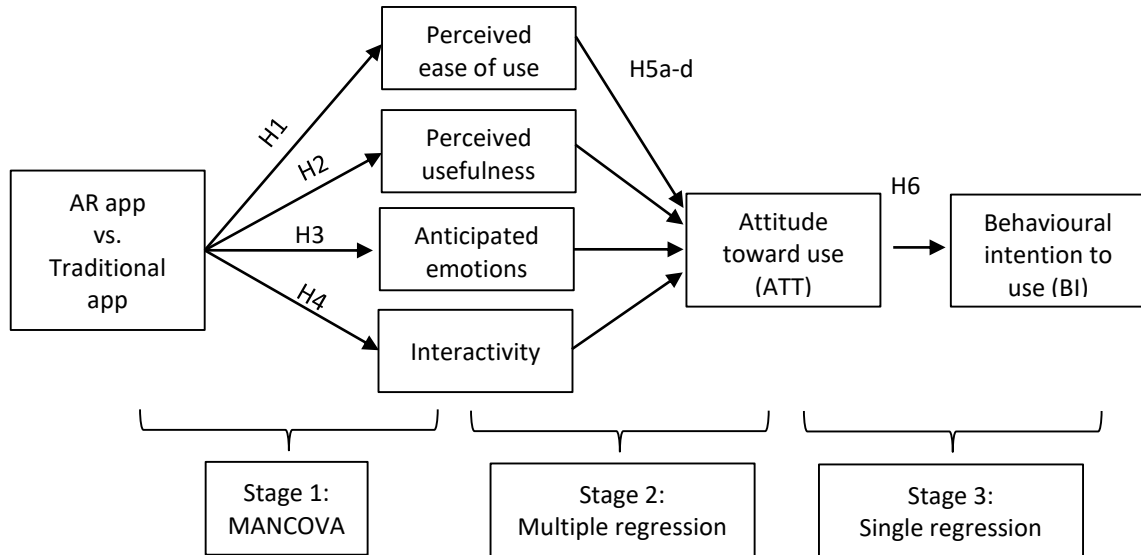 Perceived
ease of use
H5a-d
H1
Perceived
usefulness
H2
AR app
vs.
Traditional
app
H3
Anticipated
emotions
H4
Interactivity
Attitude
toward use
(ATT)
H6
Behavioural
intention to
use (BI)
Stage 1:
MANCOVA
Stage 2:
Multiple regression
Stage 3:
Single regression